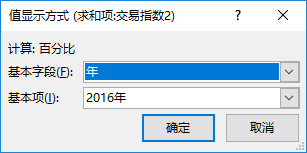 值显示方式 (求和项:交易指数2)
?
×
计算: 百分比
基本字段(F): 年
基本项(I): 2016年
确定 取消